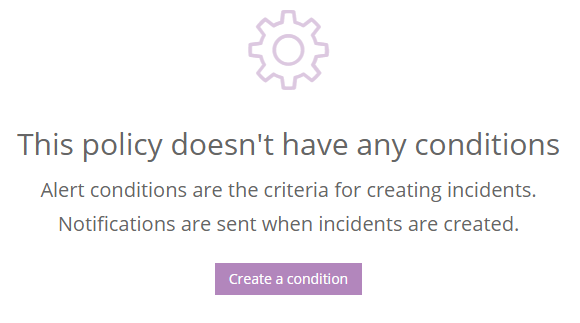 This policy doesn't have any conditions
Alert conditions are the criteria for creating incidents.
Notifications are sent when incidents are created.
Create a condition